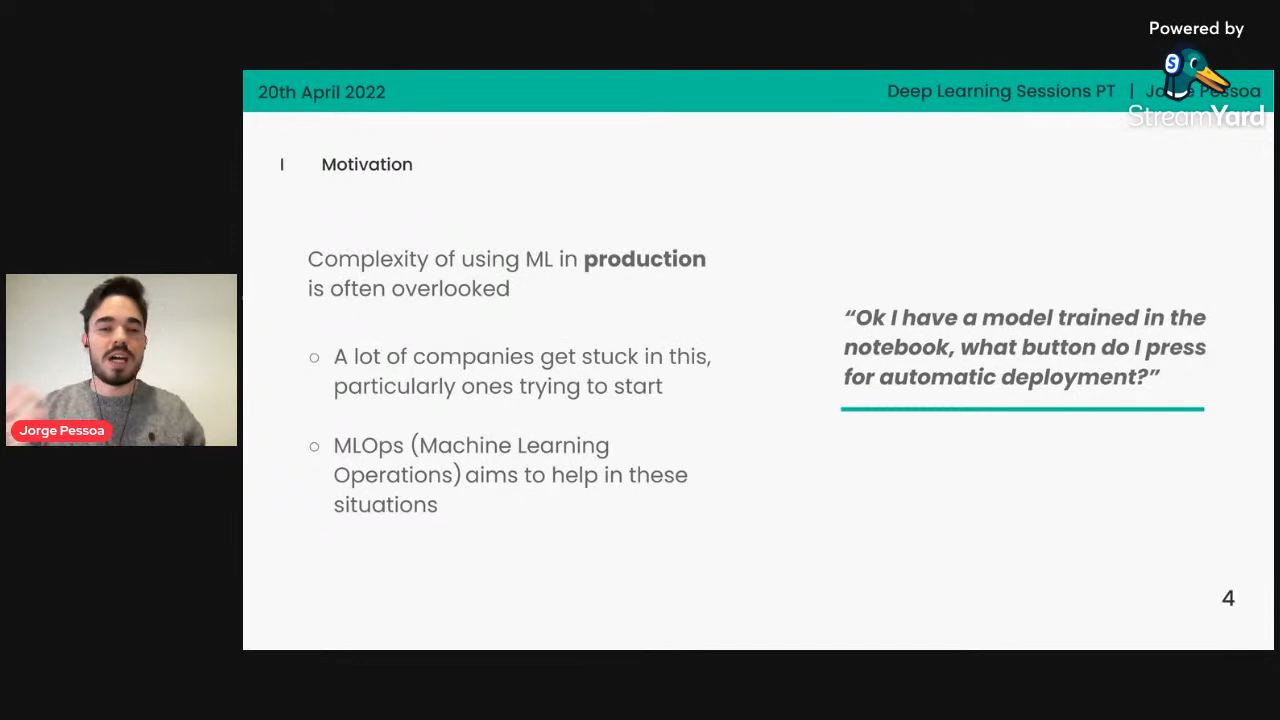 Powered by
S
StreamYard
20th April 2022
Deep Learning Sessions PT | Jorge Pessoa
I Motivation
Complexity of using ML in production
is often overlooked
○ A lot of companies get stuck in this,
particularly ones trying to start
○ MLOps (Machine Learning
Operations) aims to help in these
situations
“Ok I have a model trained in the
notebook, what button do I press
for automatic deployment?”
Jorge Pessoa
4